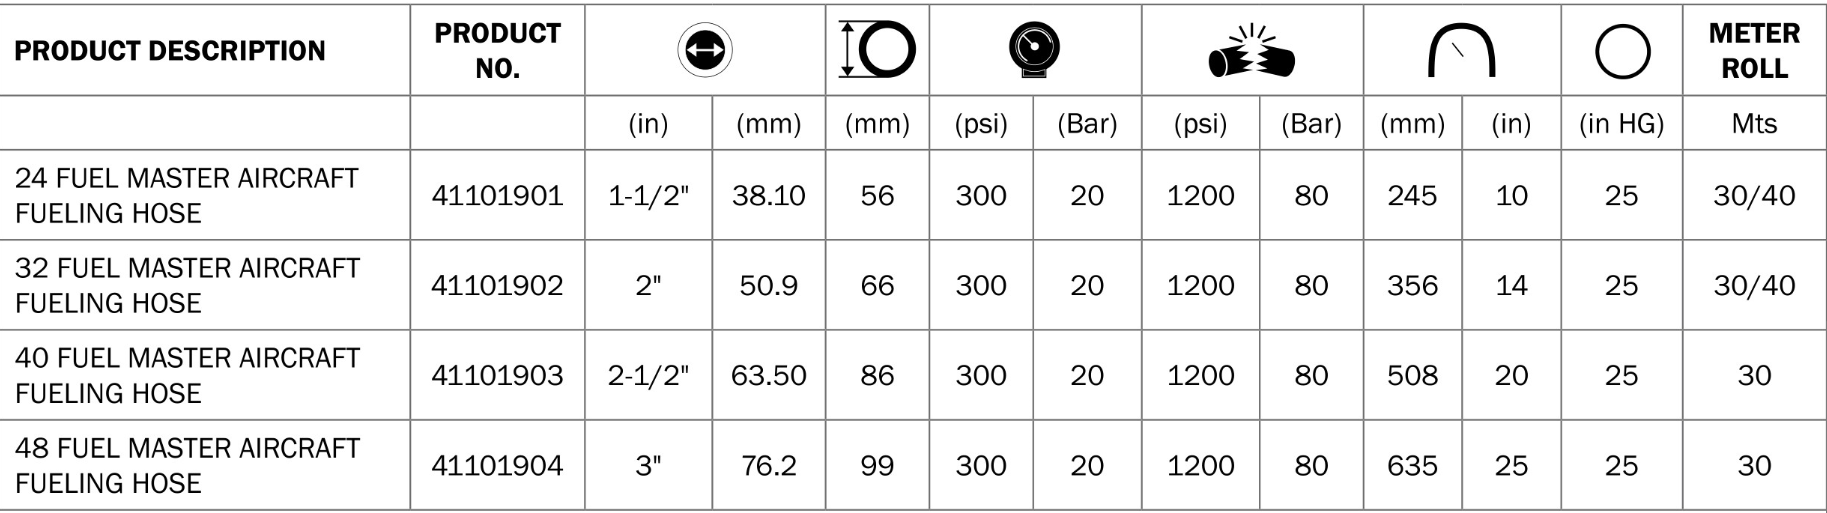 PRODUCT DESCRIPTION PRODUCT NO. METER ROLL
(in) (mm) (mm) (psi) (Bar) (psi) (Bar) (mm) (in) (in HG) Mts
24 FUEL MASTER AIRCRAFT
FUELING HOSE 41101901 1-1/2" 38.10 56 300 20 1200 80 245 10 25 30/40
32 FUEL MASTER AIRCRAFT
FUELING HOSE 41101902 2" 50.9 66 300 20 1200 80 356 14 25 30/40
40 FUEL MASTER AIRCRAFT
FUELING HOSE 41101903 2-1/2" 63.50 86 300 20 1200 80 508 20 25 30
48 FUEL MASTER AIRCRAFT
FUELING HOSE 41101904 3" 76.2 99 300 20 1200 80 635 25 25 30